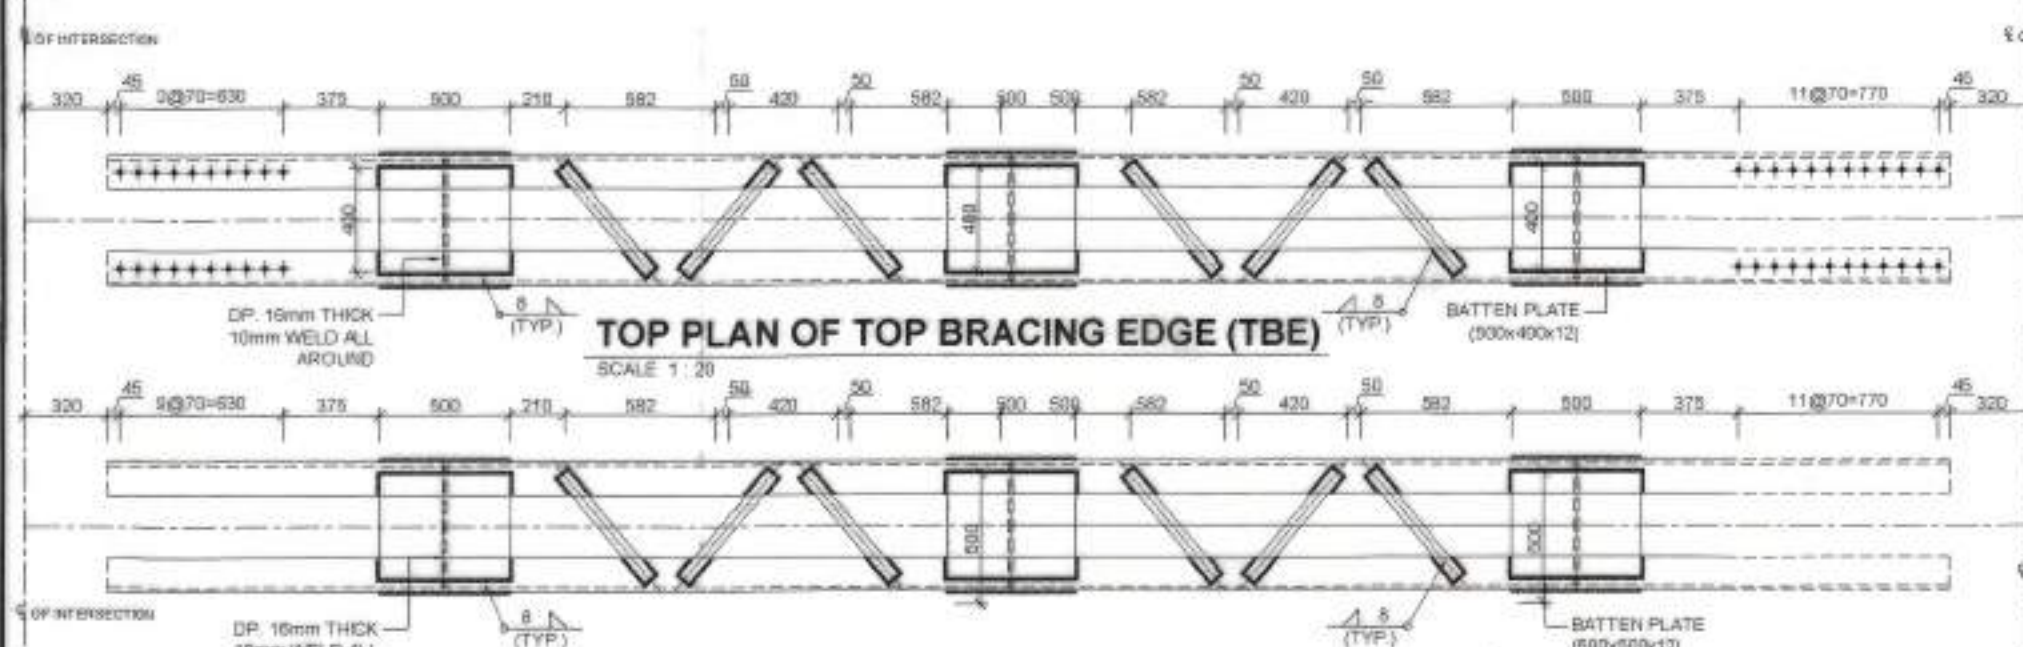 ℄ OF INTERSECTION
320 45 9@70=630 375 500 210 582 50 420 50 582 500 500 582 50 420 50 582 500 375 11@70=770 45 320
400 400 400
DP. 16mm THICK
10mm WELD ALL
AROUND
8
(TYP.)
TOP PLAN OF TOP BRACING EDGE (TBE)
SCALE 1 : 20
8
(TYP.)
BATTEN PLATE
(500x400x12)
320 45 9@70=630 375 500 210 582 50 420 50 582 500 500 582 50 420 50 582 500 375 11@70=770 45 320
500 500
℄ OF INTERSECTION
DP. 16mm THICK
8
(TYP.)
8
(TYP.)
BATTEN PLATE